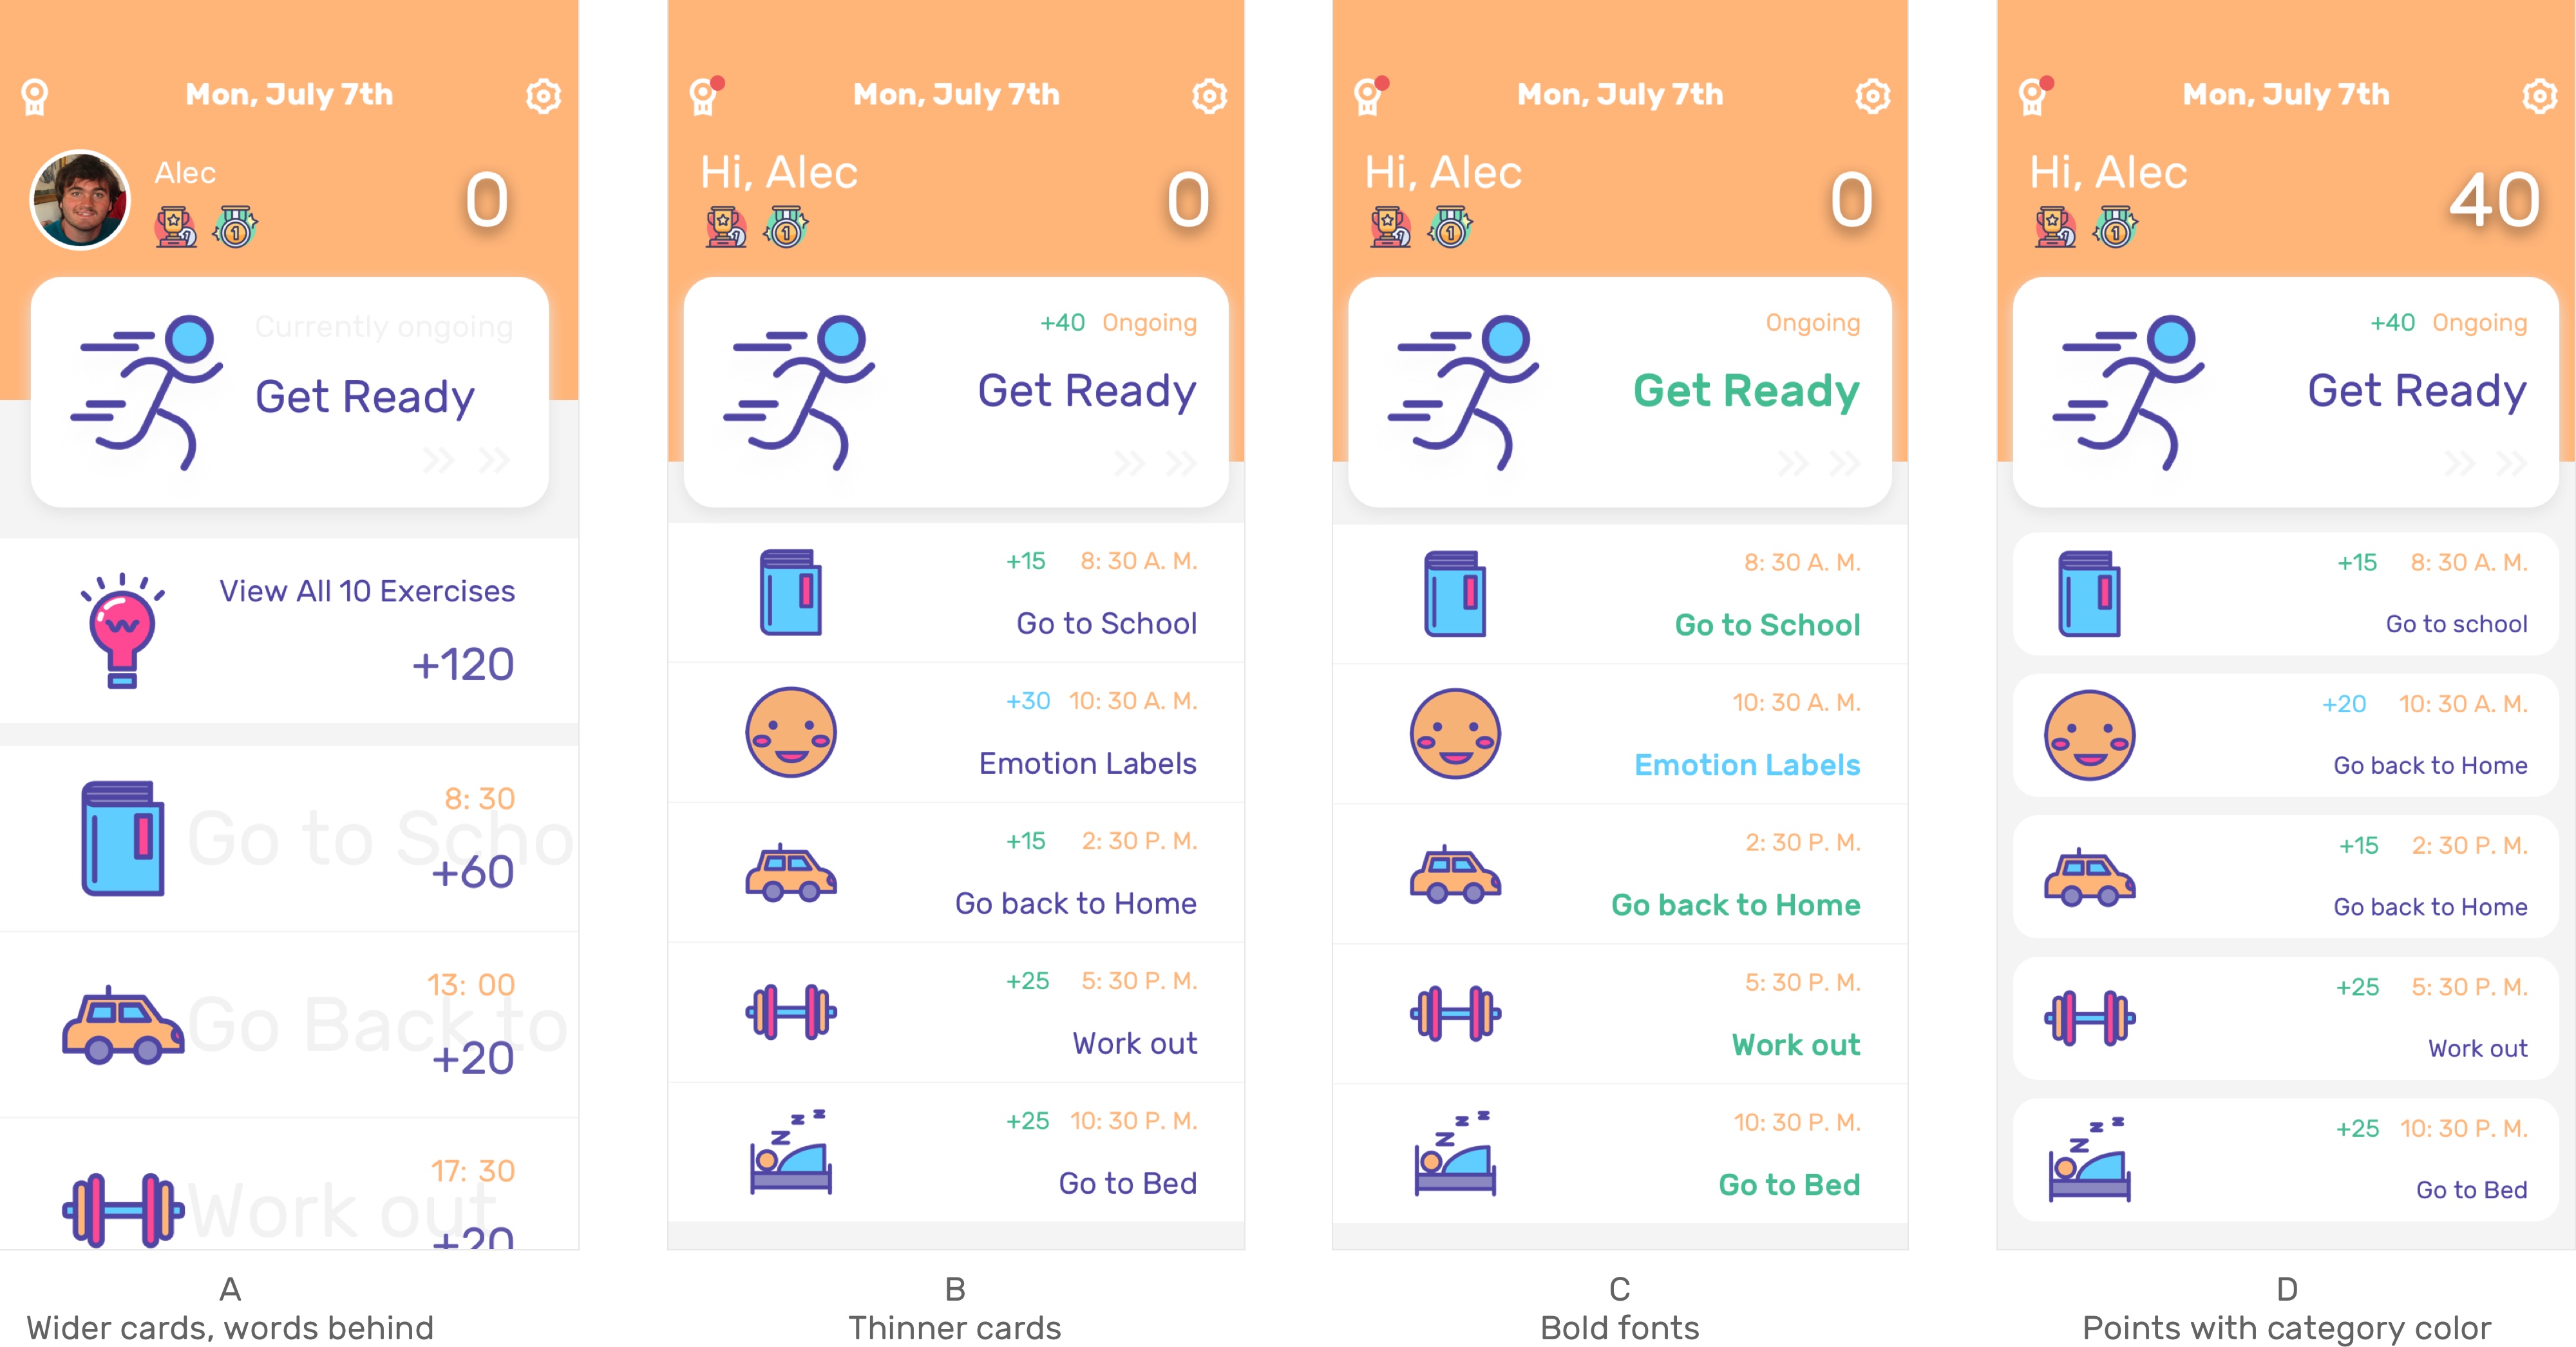 Mon, July 7th
Alec
0
Currently ongoing
Get Ready
View All 10 Exercises
+120
8: 30
Go to Scho
+60
13: 00
Go Back to
+20
17: 30
Work out
+20
A
Wider cards, words behind
Mon, July 7th
Hi, Alec
0
+40 Ongoing
Get Ready
+15 8: 30 A. M.
Go to School
+30 10: 30 A. M.
Emotion Labels
+15 2: 30 P. M.
Go back to Home
+25 5: 30 P. M.
Work out
+25 10: 30 P. M.
Go to Bed
B
Thinner cards
Mon, July 7th
Hi, Alec
0
Ongoing
Get Ready
8: 30 A. M.
Go to School
10: 30 A. M.
Emotion Labels
2: 30 P. M.
Go back to Home
5: 30 P. M.
Work out
10: 30 P. M.
Go to Bed
C
Bold fonts
Mon, July 7th
Hi, Alec
40
+40 Ongoing
Get Ready
+15 8: 30 A. M.
Go to school
+20 10: 30 A. M.
Go back to Home
+15 2: 30 P. M.
Go back to Home
+25 5: 30 P. M.
Work out
+25 10: 30 P. M.
Go to Bed
D
Points with category color